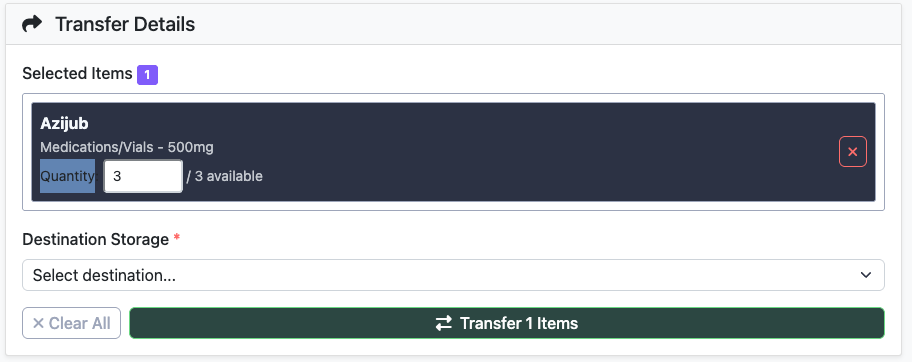 Transfer Details
Selected Items 1
Azijub
Medications/Vials - 500mg
Quantity 3 / 3 available
Destination Storage *
Select destination...
× Clear All
Transfer 1 Items